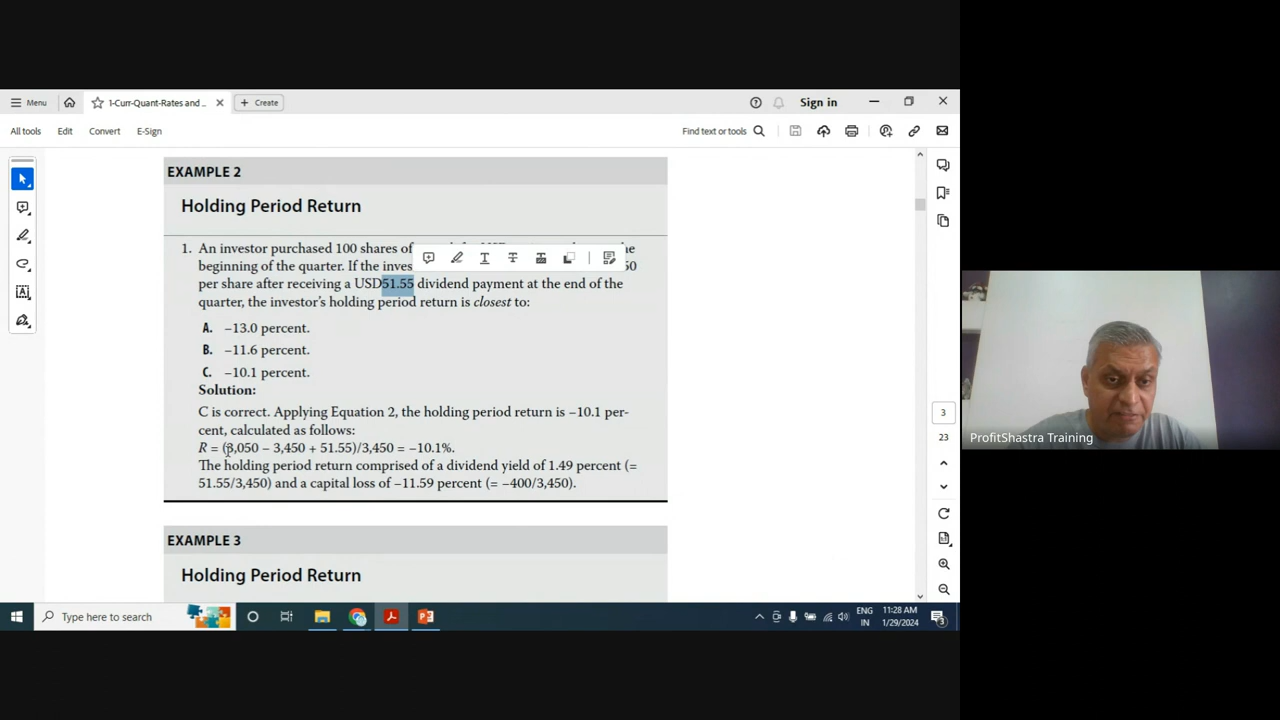 Menu
1-Curr-Quant-Rates and ...
Create
Sign in
All tools
Edit
Convert
E-Sign
Find text or tools
EXAMPLE 2
Holding Period Return
1. An investor purchased 100 shares of
beginning of the quarter. If the
per share after receiving a USD51.55 dividend payment at the end of the
quarter, the investor's holding period return is closest to:
A. −13.0 percent.
B. −11.6 percent.
C. −10.1 percent.
Solution:
C is correct. Applying Equation 2, the holding period return is −10.1 per-
cent, calculated as follows:
R = (3,050 − 3,450 + 51.55)/3,450 = −10.1%.
The holding period return comprised of a dividend yield of 1.49 percent (=
51.55/3,450) and a capital loss of −11.59 percent (= −400/3,450).
EXAMPLE 3
Holding Period Return
3
23
ProfitShastra Training
Type here to search
ENG
IN
11:28 AM
1/29/2024
3